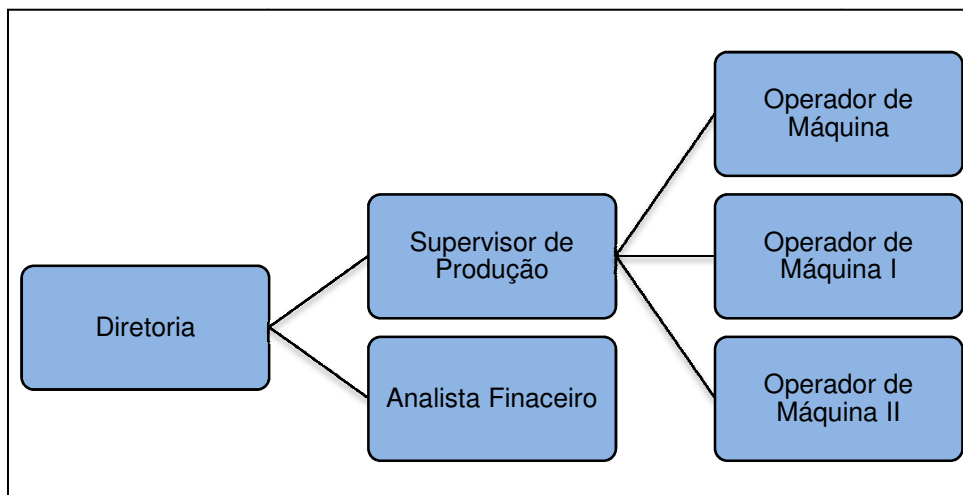 Diretoria
Supervisor de
Produção
Analista Finaceiro
Operador de
Máquina
Operador de
Máquina I
Operador de
Máquina II